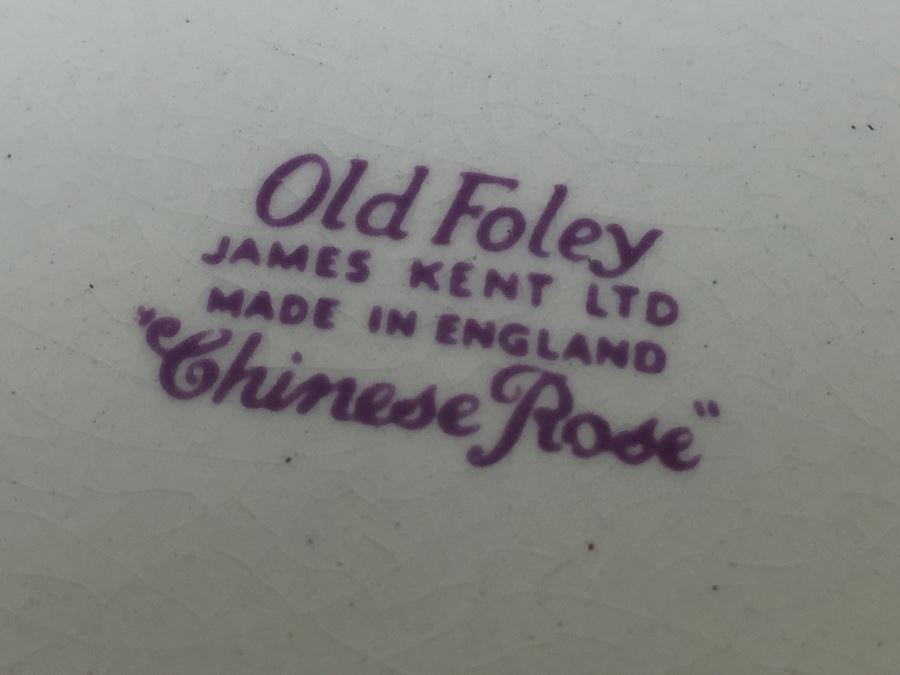 Old Foley
JAMES KENT LTD
MADE IN ENGLAND
"Chinese Rose"